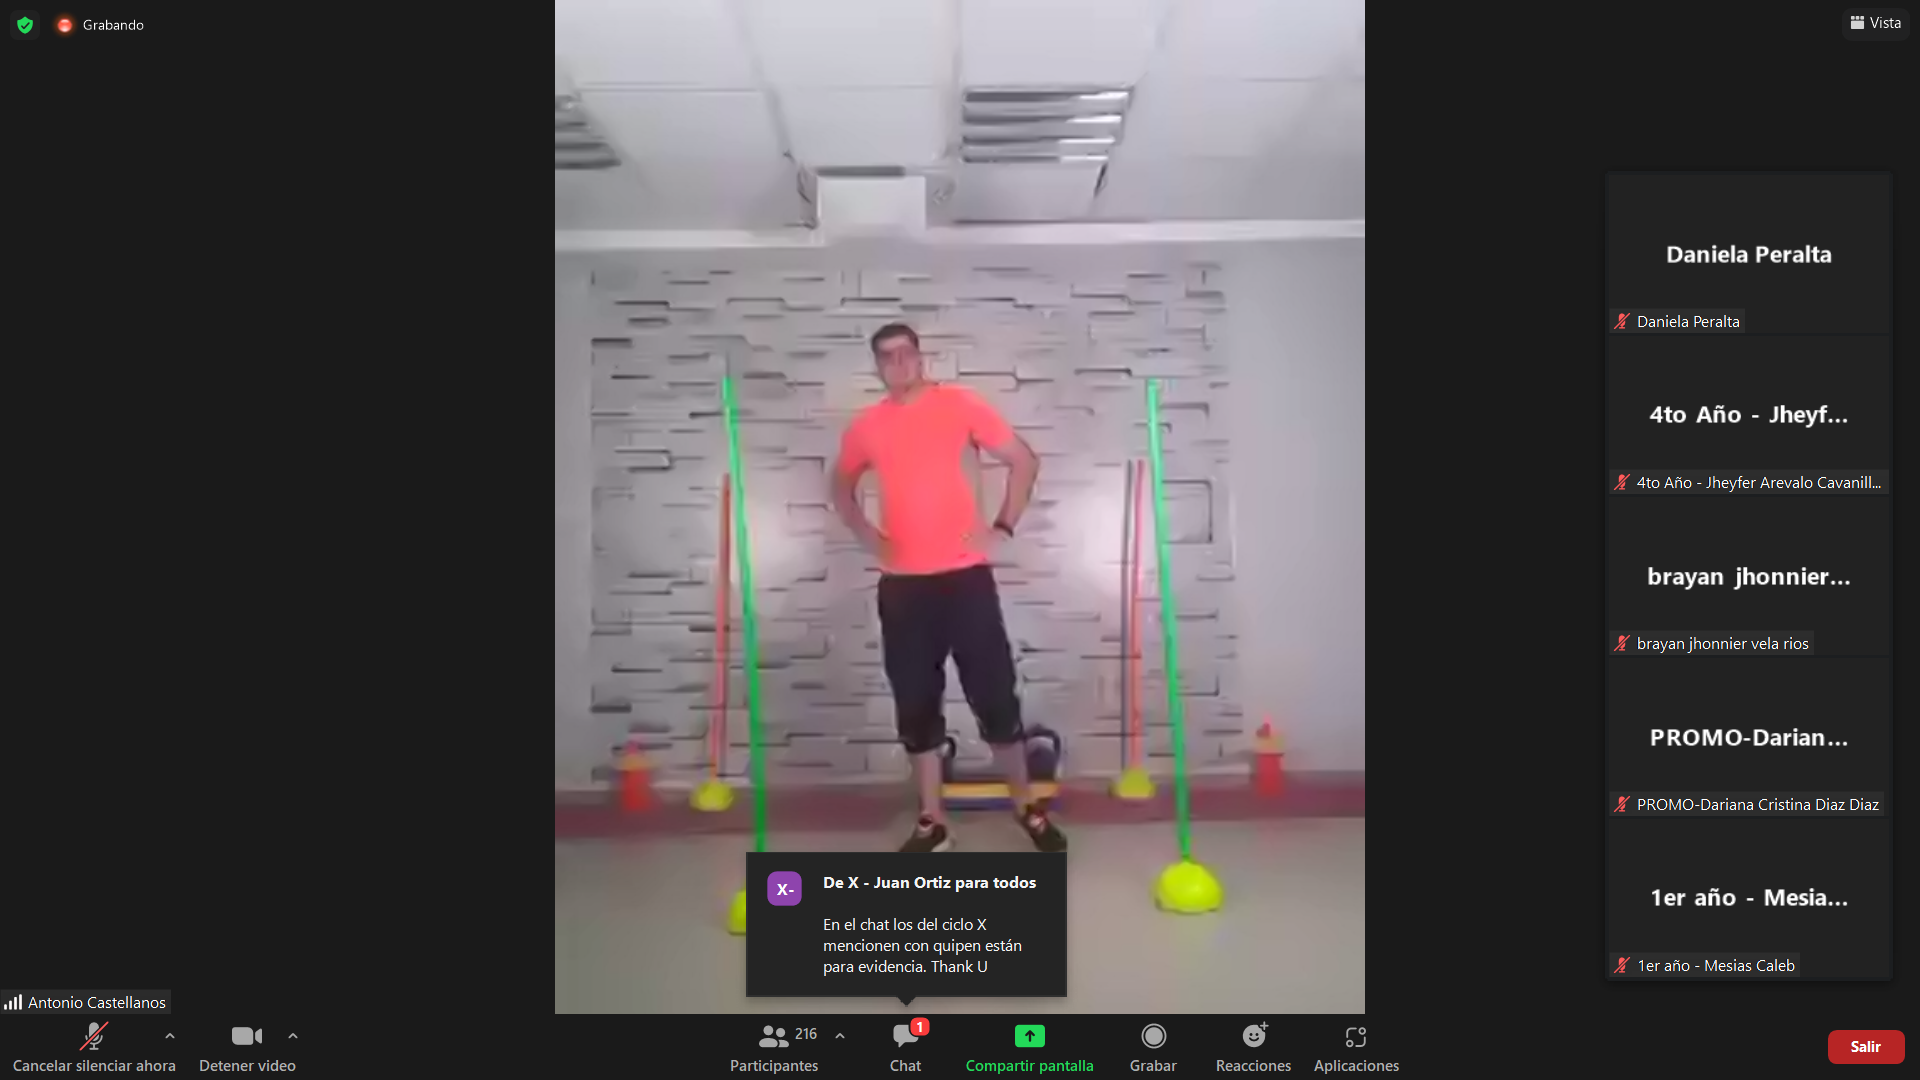 Grabando
Vista
Daniela Peralta
Daniela Peralta
4to Año - Jheyf...
4to Año - Jheyfer Arevalo Cavanill...
brayan jhonnier...
brayan jhonnier vela rios
PROMO-Darian...
PROMO-Dariana Cristina Diaz Diaz
1er año - Mesia...
1er año - Mesias Caleb
X-
De X - Juan Ortiz para todos
En el chat los del ciclo X
mencionen con quipen están
para evidencia. Thank U
Antonio Castellanos
Cancelar silenciar ahora
Detener video
216
Participantes
1
Chat
Compartir pantalla
Grabar
Reacciones
Aplicaciones
Salir